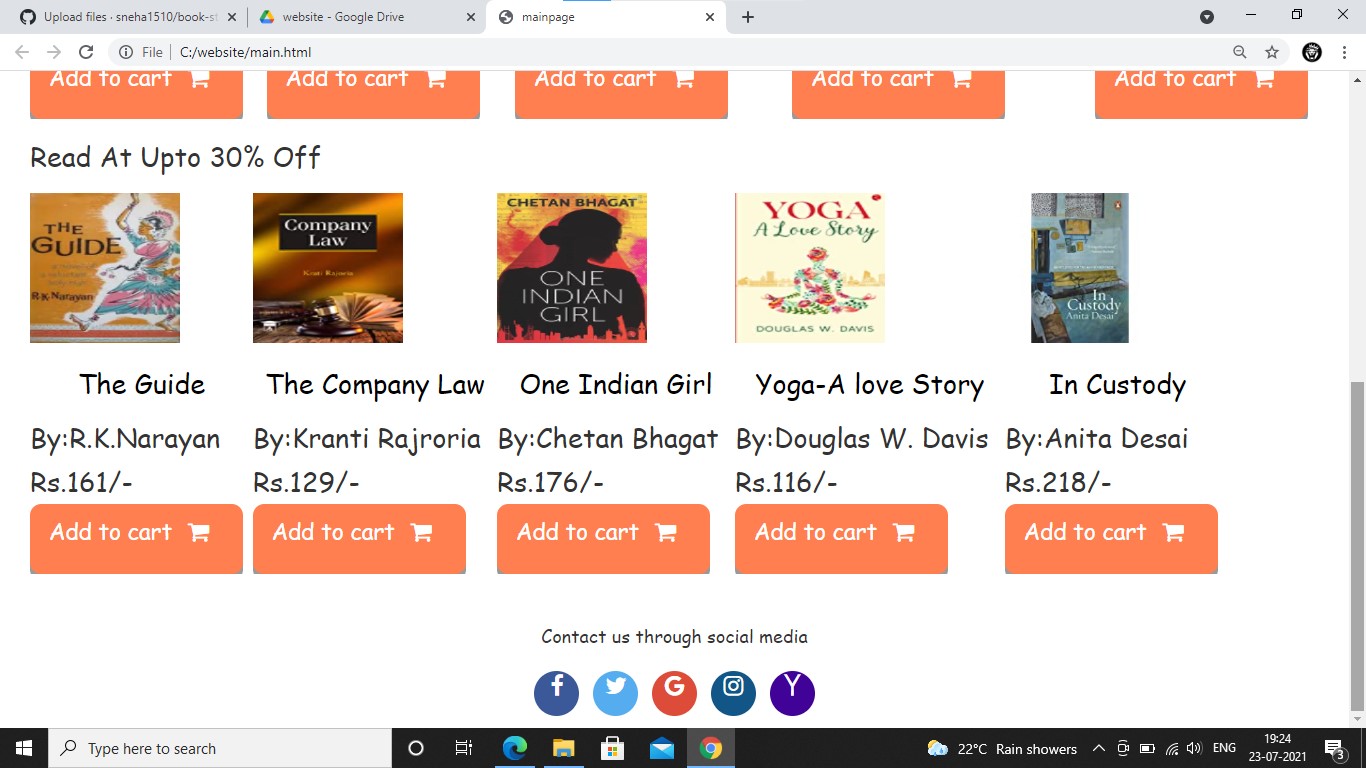 Upload files · sneha1510/book-st
website - Google Drive
mainpage
File
C:/website/main.html
Add to cart Add to cart Add to cart Add to cart Add to cart
Read At Upto 30% Off
THE GUIDE
R.K.Narayan
Company Law
Kranti Rajroria
CHETAN BHAGAT
ONE INDIAN GIRL
YOGA
A Love Story
DOUGLAS W. DAVIS
In Custody
Anita Desai
The Guide The Company Law One Indian Girl Yoga-A love Story In Custody
By:R.K.Narayan By:Kranti Rajroria By:Chetan Bhagat By:Douglas W. Davis By:Anita Desai
Rs.161/- Rs.129/- Rs.176/- Rs.116/- Rs.218/-
Add to cart Add to cart Add to cart Add to cart Add to cart
Contact us through social media
f G Y
Type here to search
22°C Rain showers
ENG
19:24
23-07-2021
3